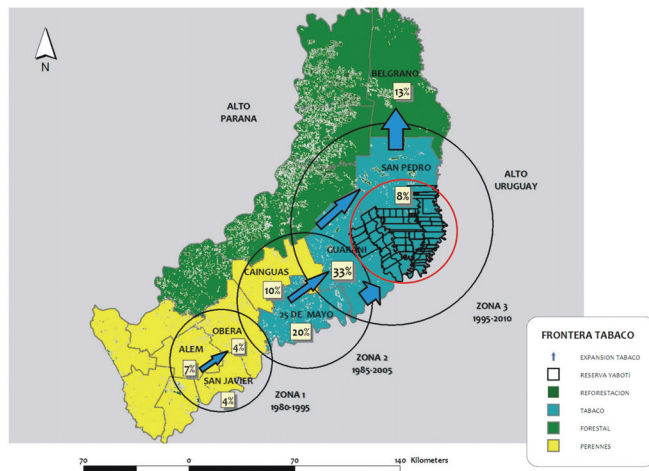 N
ALTO
PARANA
BELGRANO
13%
SAN PEDRO
8%
ALTO
URUGUAY
GUARANI
33%
CAINGUAS
10%
25 DE MAYO
20%
ZONA 3
1995-2010
OBERA
4%
ALEM
7%
SAN JAVIER
4%
ZONA 2
1985-2005
ZONA 1
1980-1995
FRONTERA TABACO
EXPANSION TABACO
RESERVA YABOTI
REFORESTACION
TABACO
FORESTAL
PERENNES
70 0 70 140 Kilometers